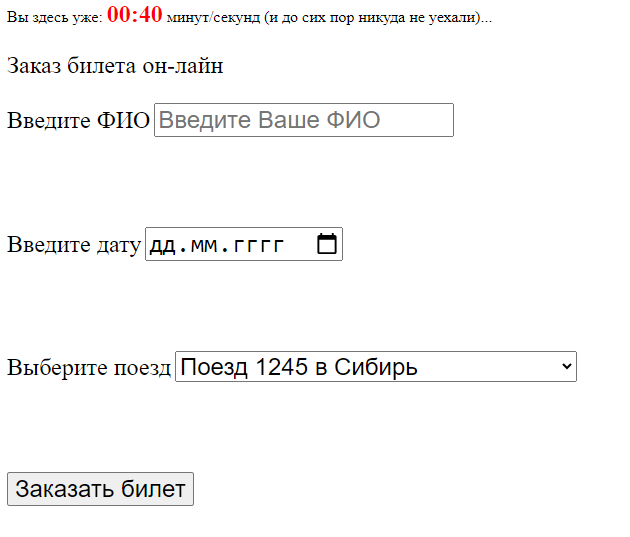 Вы здесь уже: 00:40 минут/секунд (и до сих пор никуда не уехали)...
Заказ билета он-лайн
Введите ФИО Введите Ваше ФИО
Введите дату дд.мм.гггг
Выберите поезд Поезд 1245 в Сибирь
Заказать билет